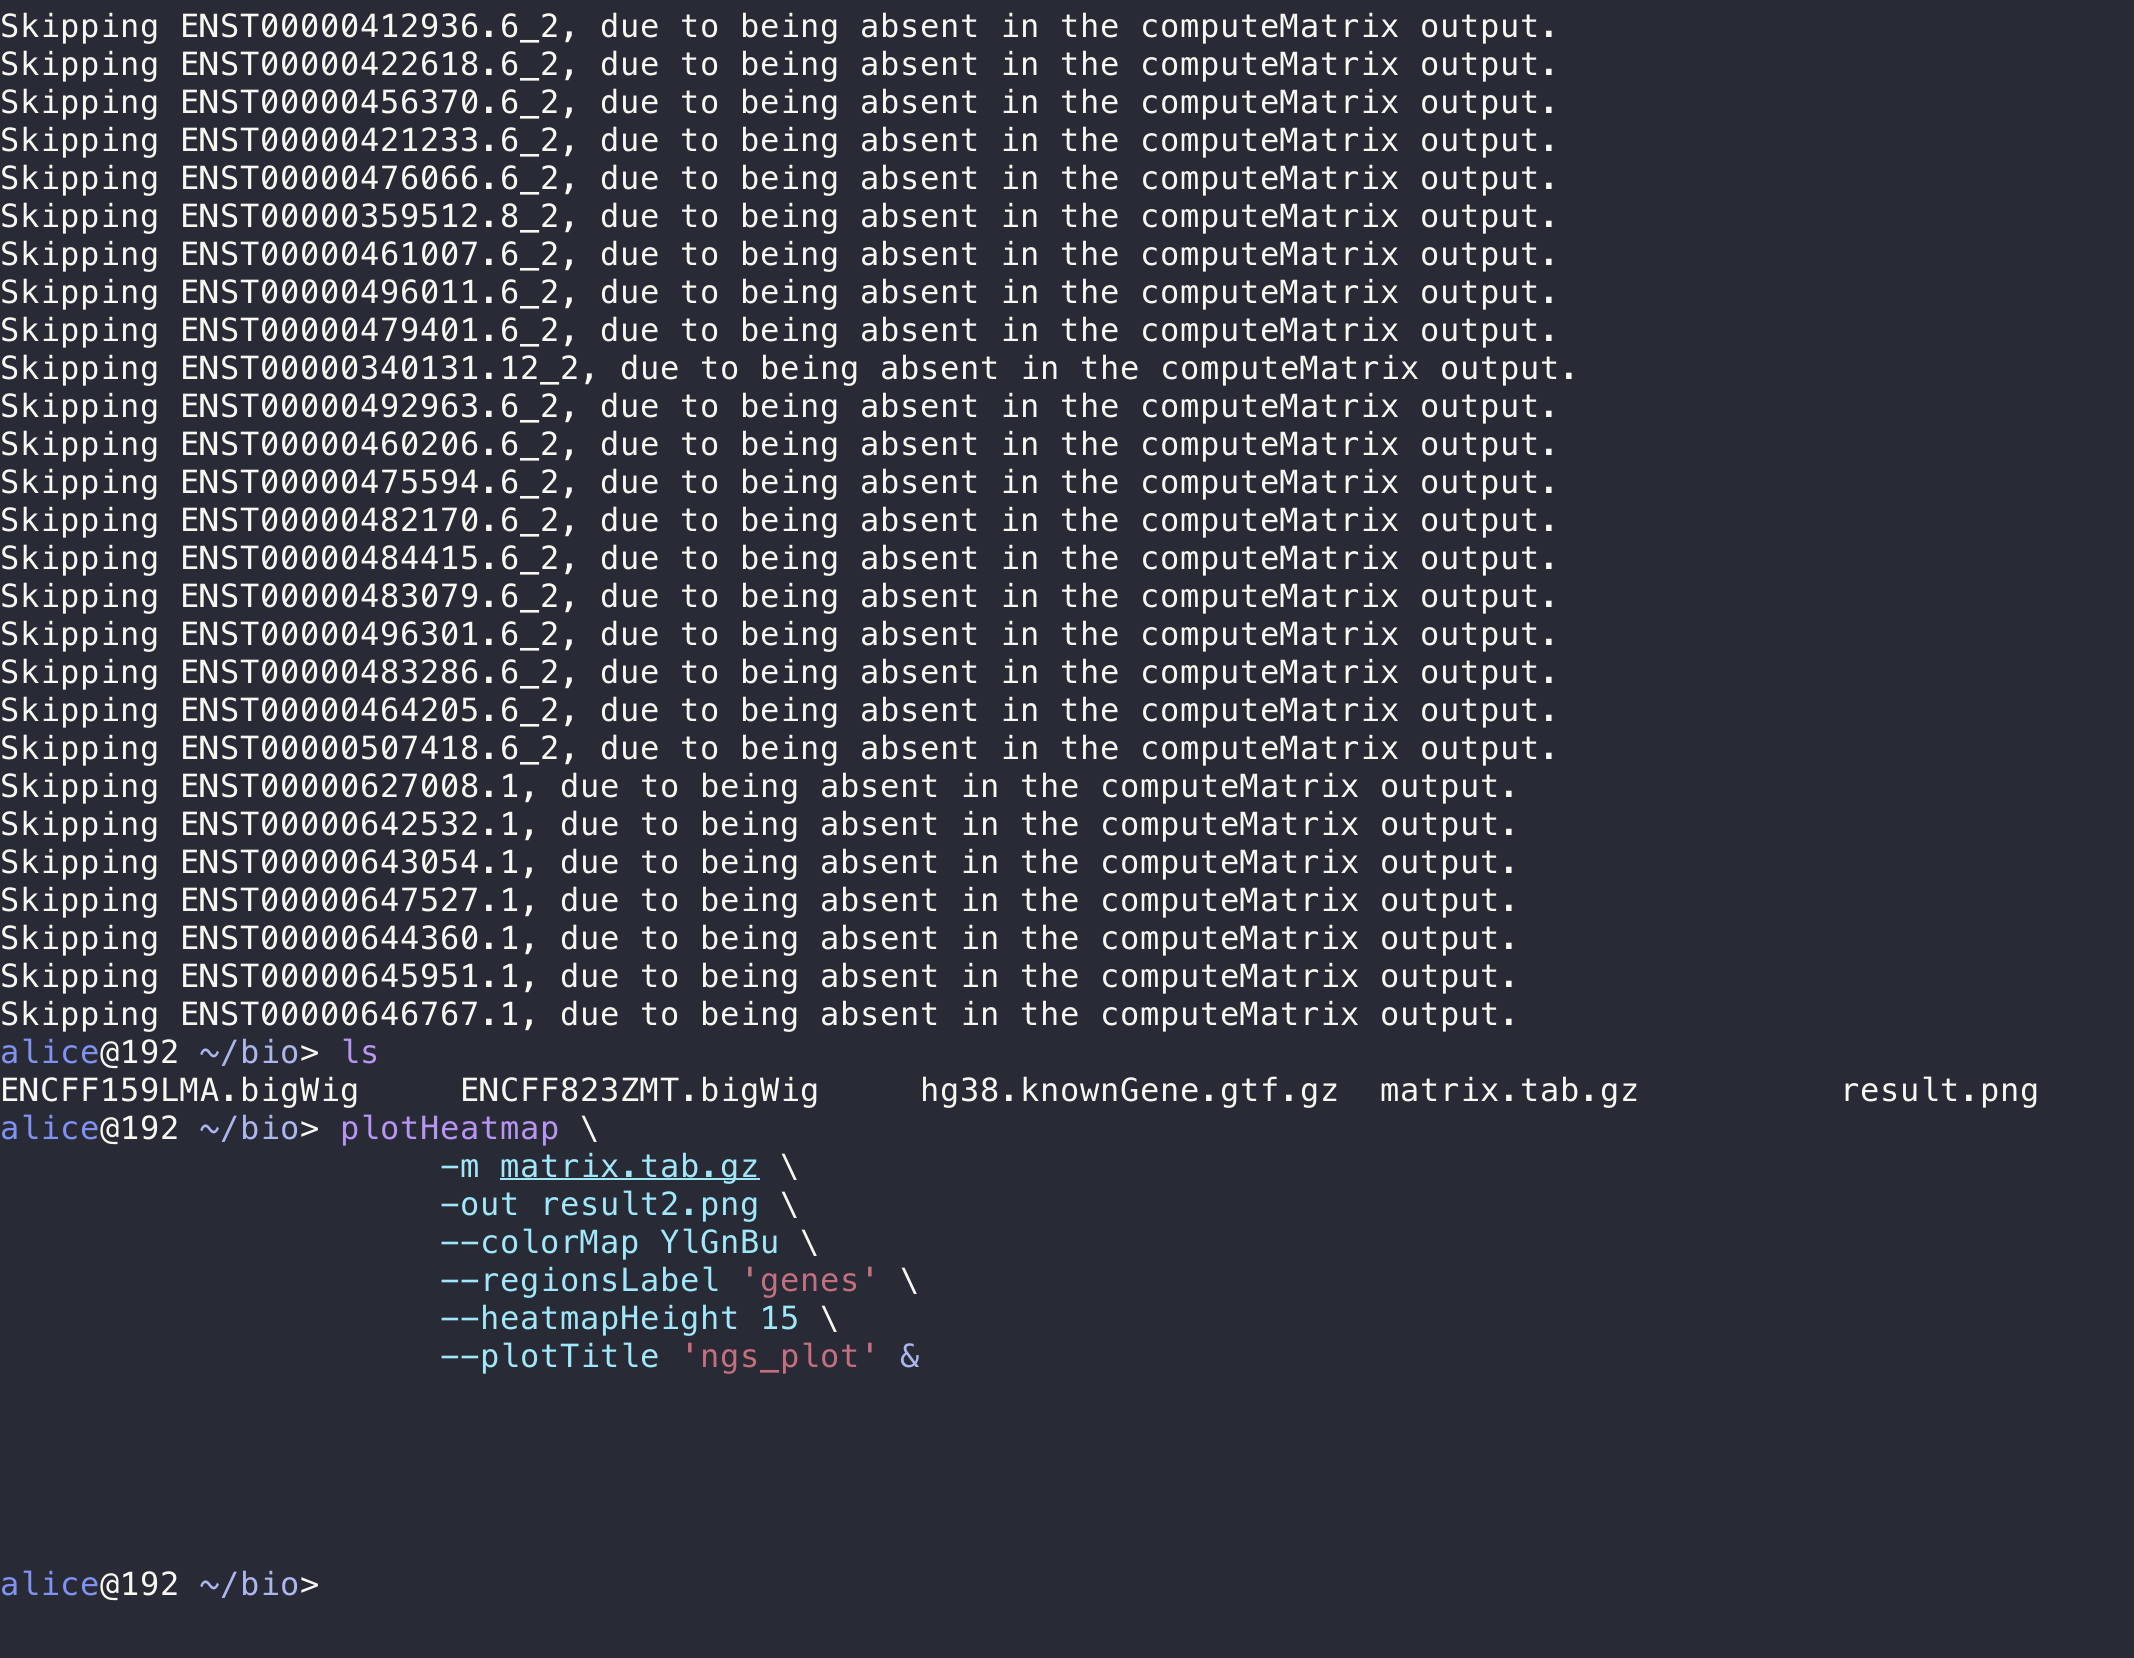 Skipping ENST00000412936.6_2, due to being absent in the computeMatrix output.
Skipping ENST00000422618.6_2, due to being absent in the computeMatrix output.
Skipping ENST00000456370.6_2, due to being absent in the computeMatrix output.
Skipping ENST00000421233.6_2, due to being absent in the computeMatrix output.
Skipping ENST00000476066.6_2, due to being absent in the computeMatrix output.
Skipping ENST00000359512.8_2, due to being absent in the computeMatrix output.
Skipping ENST00000461007.6_2, due to being absent in the computeMatrix output.
Skipping ENST00000496011.6_2, due to being absent in the computeMatrix output.
Skipping ENST00000479401.6_2, due to being absent in the computeMatrix output.
Skipping ENST00000340131.12_2, due to being absent in the computeMatrix output.
Skipping ENST00000492963.6_2, due to being absent in the computeMatrix output.
Skipping ENST00000460206.6_2, due to being absent in the computeMatrix output.
Skipping ENST00000475594.6_2, due to being absent in the computeMatrix output.
Skipping ENST00000482170.6_2, due to being absent in the computeMatrix output.
Skipping ENST00000484415.6_2, due to being absent in the computeMatrix output.
Skipping ENST00000483079.6_2, due to being absent in the computeMatrix output.
Skipping ENST00000496301.6_2, due to being absent in the computeMatrix output.
Skipping ENST00000483286.6_2, due to being absent in the computeMatrix output.
Skipping ENST00000464205.6_2, due to being absent in the computeMatrix output.
Skipping ENST00000507418.6_2, due to being absent in the computeMatrix output.
Skipping ENST00000627008.1, due to being absent in the computeMatrix output.
Skipping ENST00000642532.1, due to being absent in the computeMatrix output.
Skipping ENST00000643054.1, due to being absent in the computeMatrix output.
Skipping ENST00000647527.1, due to being absent in the computeMatrix output.
Skipping ENST00000644360.1, due to being absent in the computeMatrix output.
Skipping ENST00000645951.1, due to being absent in the computeMatrix output.
Skipping ENST00000646767.1, due to being absent in the computeMatrix output.
alice@192 ~/bio> ls
ENCFF159LMA.bigWig     ENCFF823ZMT.bigWig     hg38.knownGene.gtf.gz  matrix.tab.gz          result.png
alice@192 ~/bio> plotHeatmap \
                      -m matrix.tab.gz \
                      -out result2.png \
                      --colorMap YlGnBu \
                      --regionsLabel 'genes' \
                      --heatmapHeight 15 \
                      --plotTitle 'ngs_plot' &
alice@192 ~/bio>